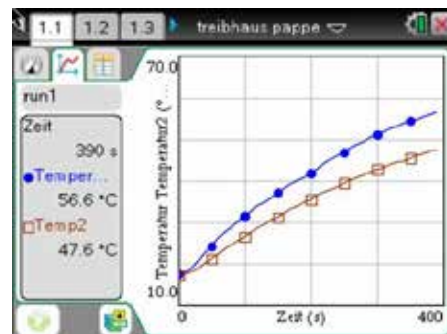 1.1 1.2 1.3 treibhaus pappe
run1
Zeit
390 s
Temper...
56.6 °C
Temp2
47.6 °C
70.0
Temperatur Temperatur2 (°...
10.0
0 Zeit (s) 400